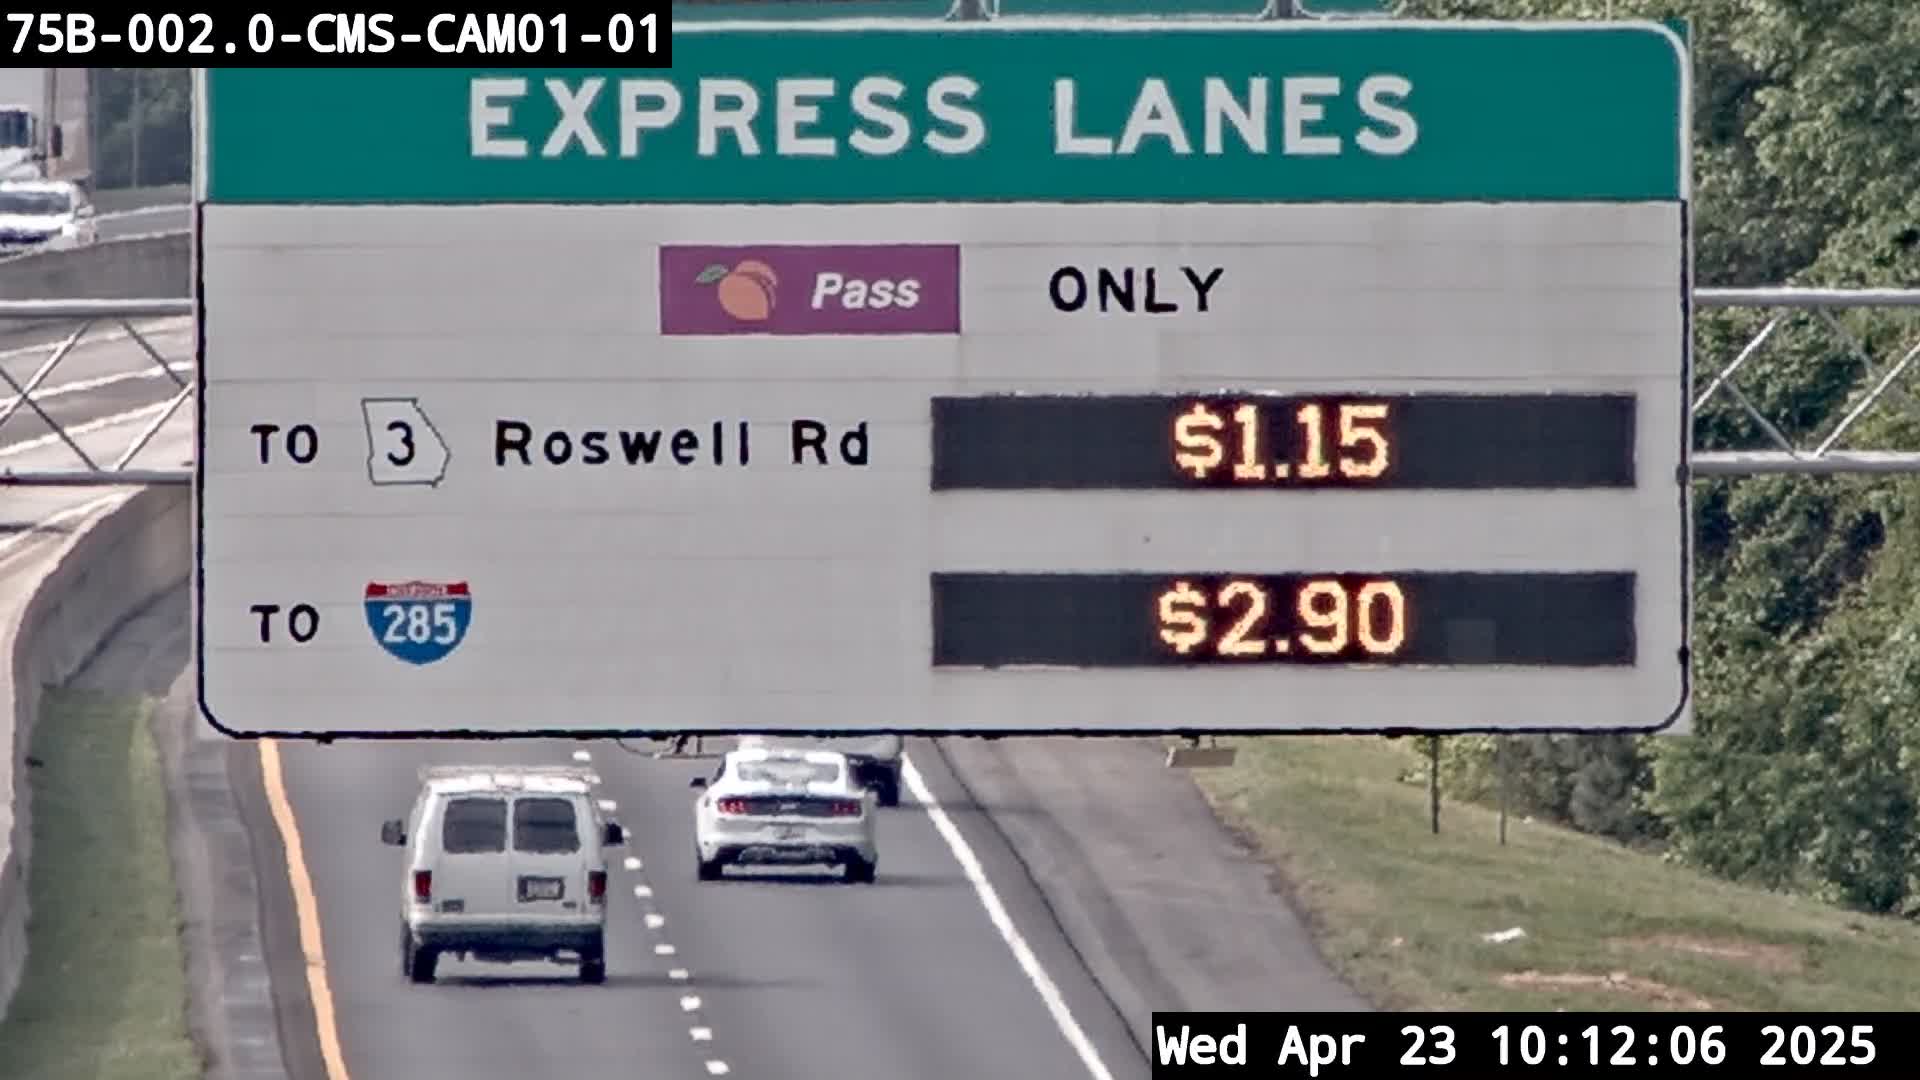 75B-002.0-CMS-CAM01-01
EXPRESS LANES
Pass ONLY
TO 3 Roswell Rd $1.15
TO 285 $2.90
Wed Apr 23 10:12:06 2025